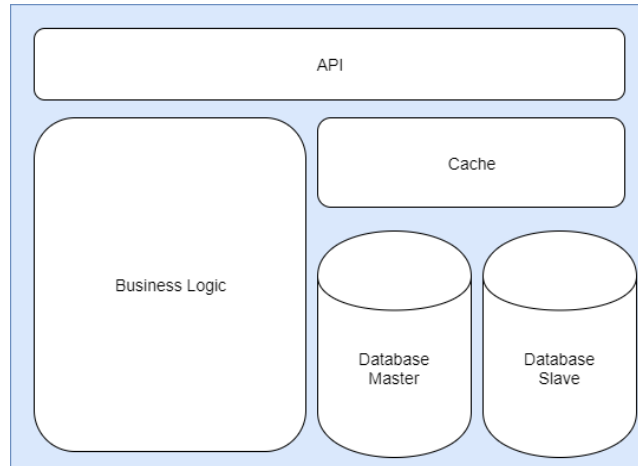 API
Cache
Business Logic
Database
Master
Database
Slave